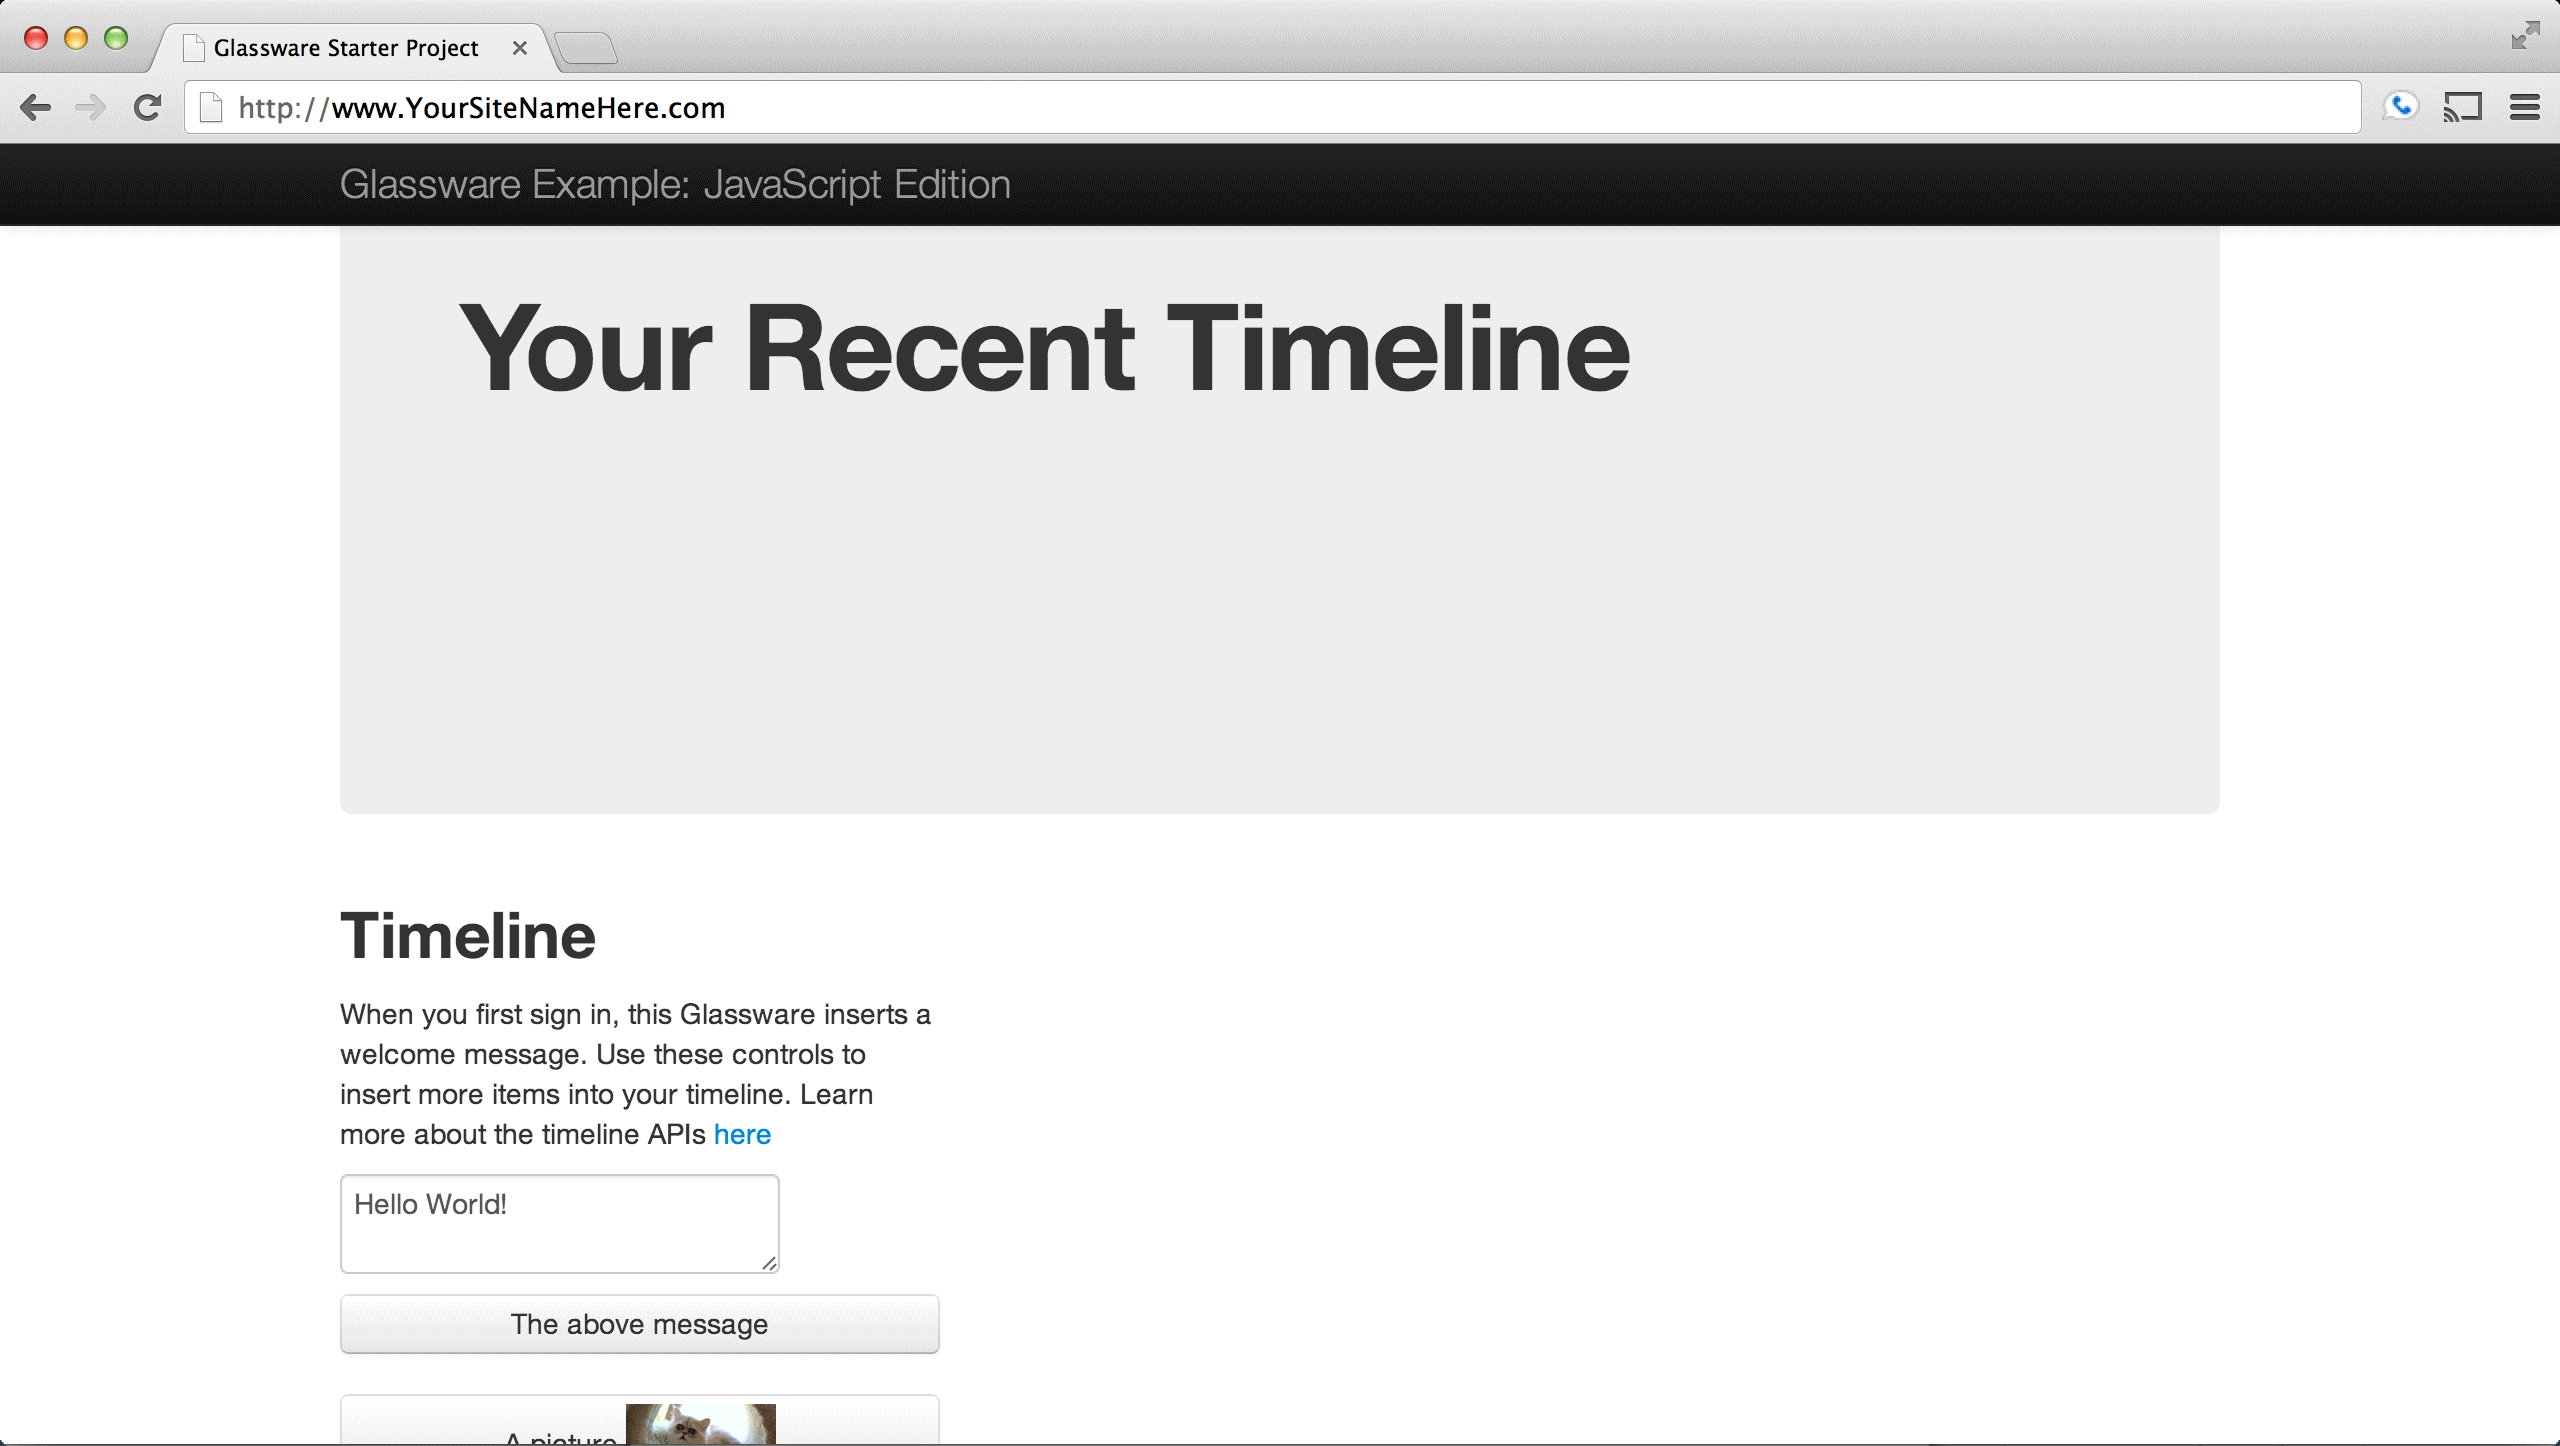 Glassware Starter Project
http://www.YourSiteNameHere.com
Glassware Example: JavaScript Edition
Your Recent Timeline
Timeline
When you first sign in, this Glassware inserts a
welcome message. Use these controls to
insert more items into your timeline. Learn
more about the timeline APIs here
Hello World!
The above message
A picture